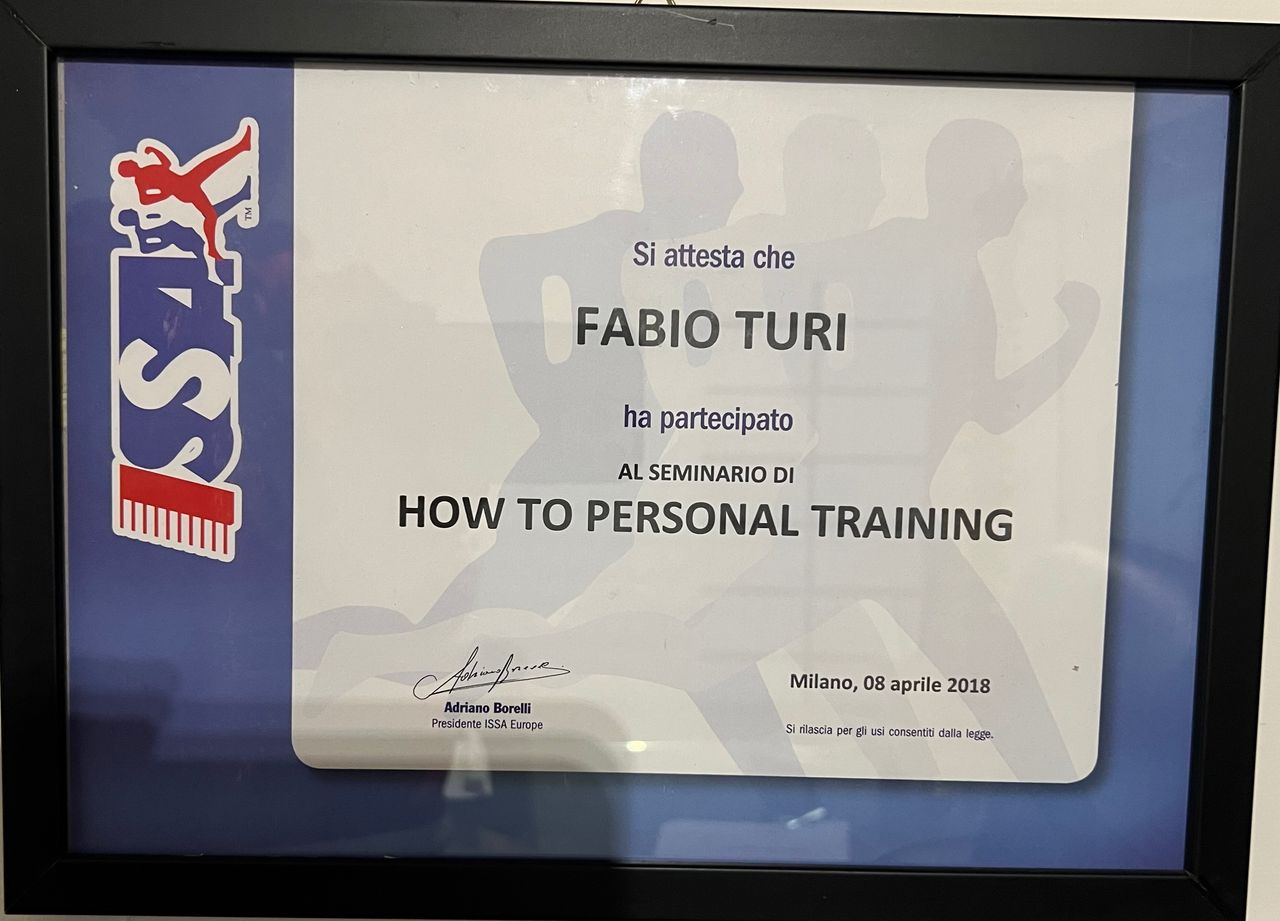 ISSA
TM
Si attesta che
FABIO TURI
ha partecipato
AL SEMINARIO DI
HOW TO PERSONAL TRAINING
Adriano Borelli
Presidente ISSA Europe
Milano, 08 aprile 2018
Si rilascia per gli usi consentiti dalla legge.